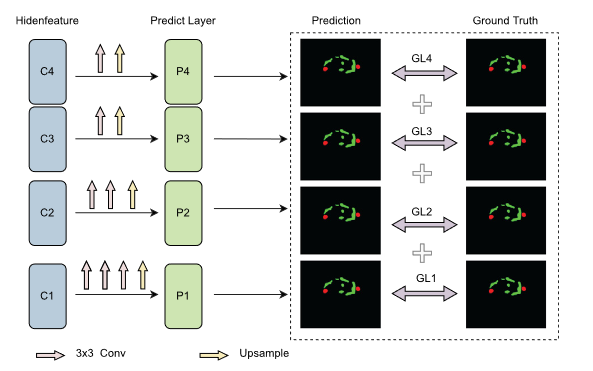 Hidenfeature Predict Layer Prediction Ground Truth
C4 P4 GL4
C3 P3 GL3
C2 P2 GL2
C1 P1 GL1
3x3 Conv Upsample